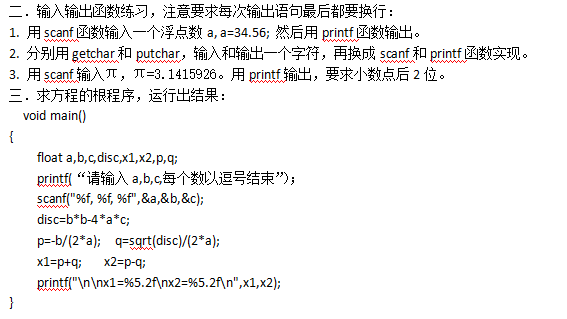 二．输入输出函数练习，注意要求每次输出语句最后都要换行：
1. 用 scanf 函数输入一个浮点数 a, a=34.56; 然后用 printf 函数输出。
2. 分别用 getchar 和 putchar，输入和输出一个字符，再换成 scanf 和 printf 函数实现。
3. 用 scanf 输入π，π=3.1415926。用 printf 输出，要求小数点后 2 位。
三．求方程的根程序，运行出结果：
void main()
{
float a,b,c,disc,x1,x2,p,q;
printf(“请输入 a,b,c,每个数以逗号结束”);
scanf("%f, %f, %f",&a,&b,&c);
disc=b*b-4*a*c;
p=-b/(2*a); q=sqrt(disc)/(2*a);
x1=p+q; x2=p-q;
printf("\n\nx1=%5.2f\nx2=%5.2f\n",x1,x2);
}